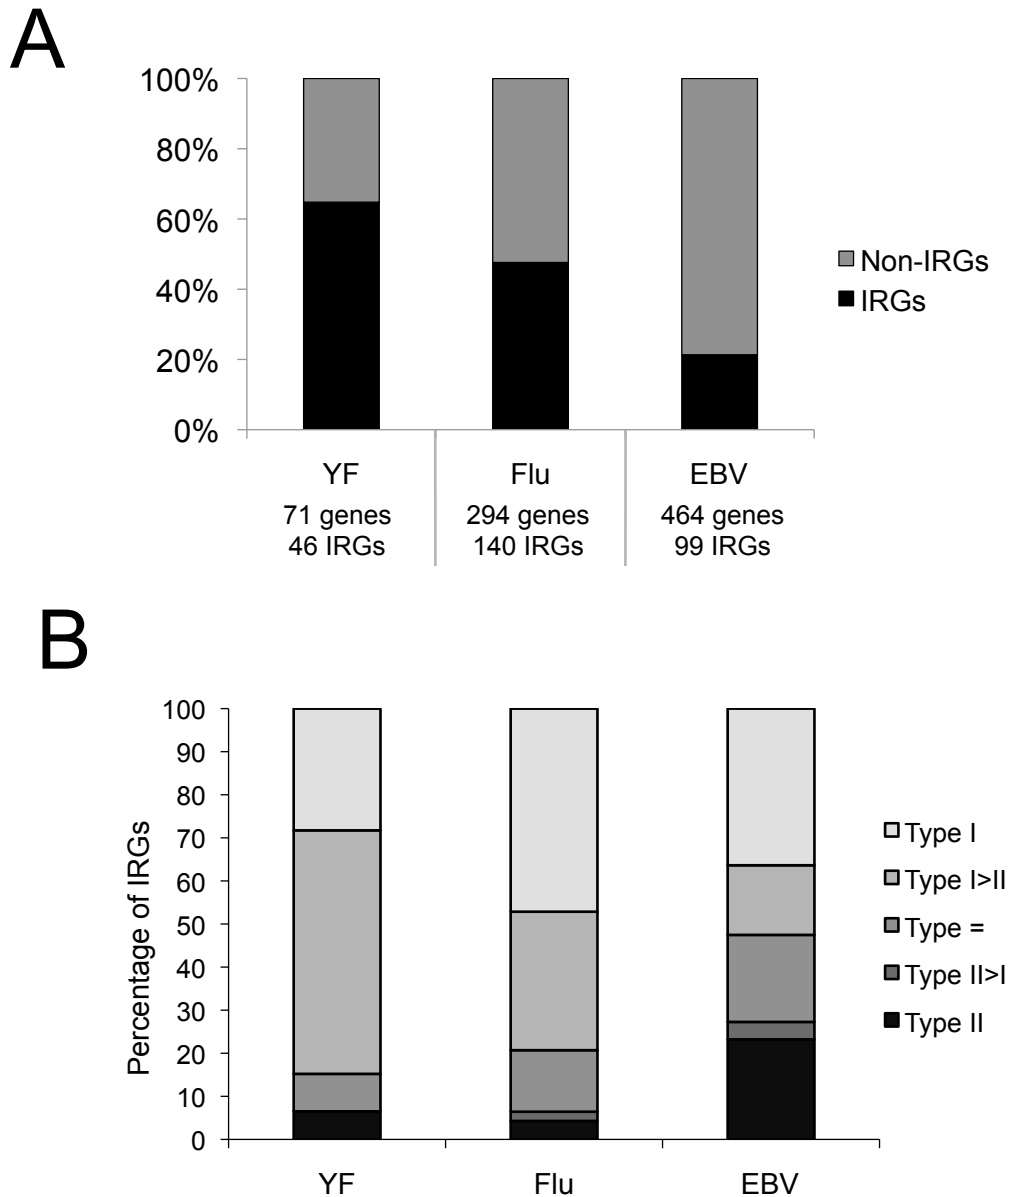 A
100%
80%
60%
40%
20%
0%
Non-IRGs
IRGs
YF Flu EBV
71 genes 294 genes 464 genes
46 IRGs 140 IRGs 99 IRGs
B
Percentage of IRGs
100
90
80
70
60
50
40
30
20
10
0
Type I
Type I>II
Type =
Type II>I
Type II
YF Flu EBV